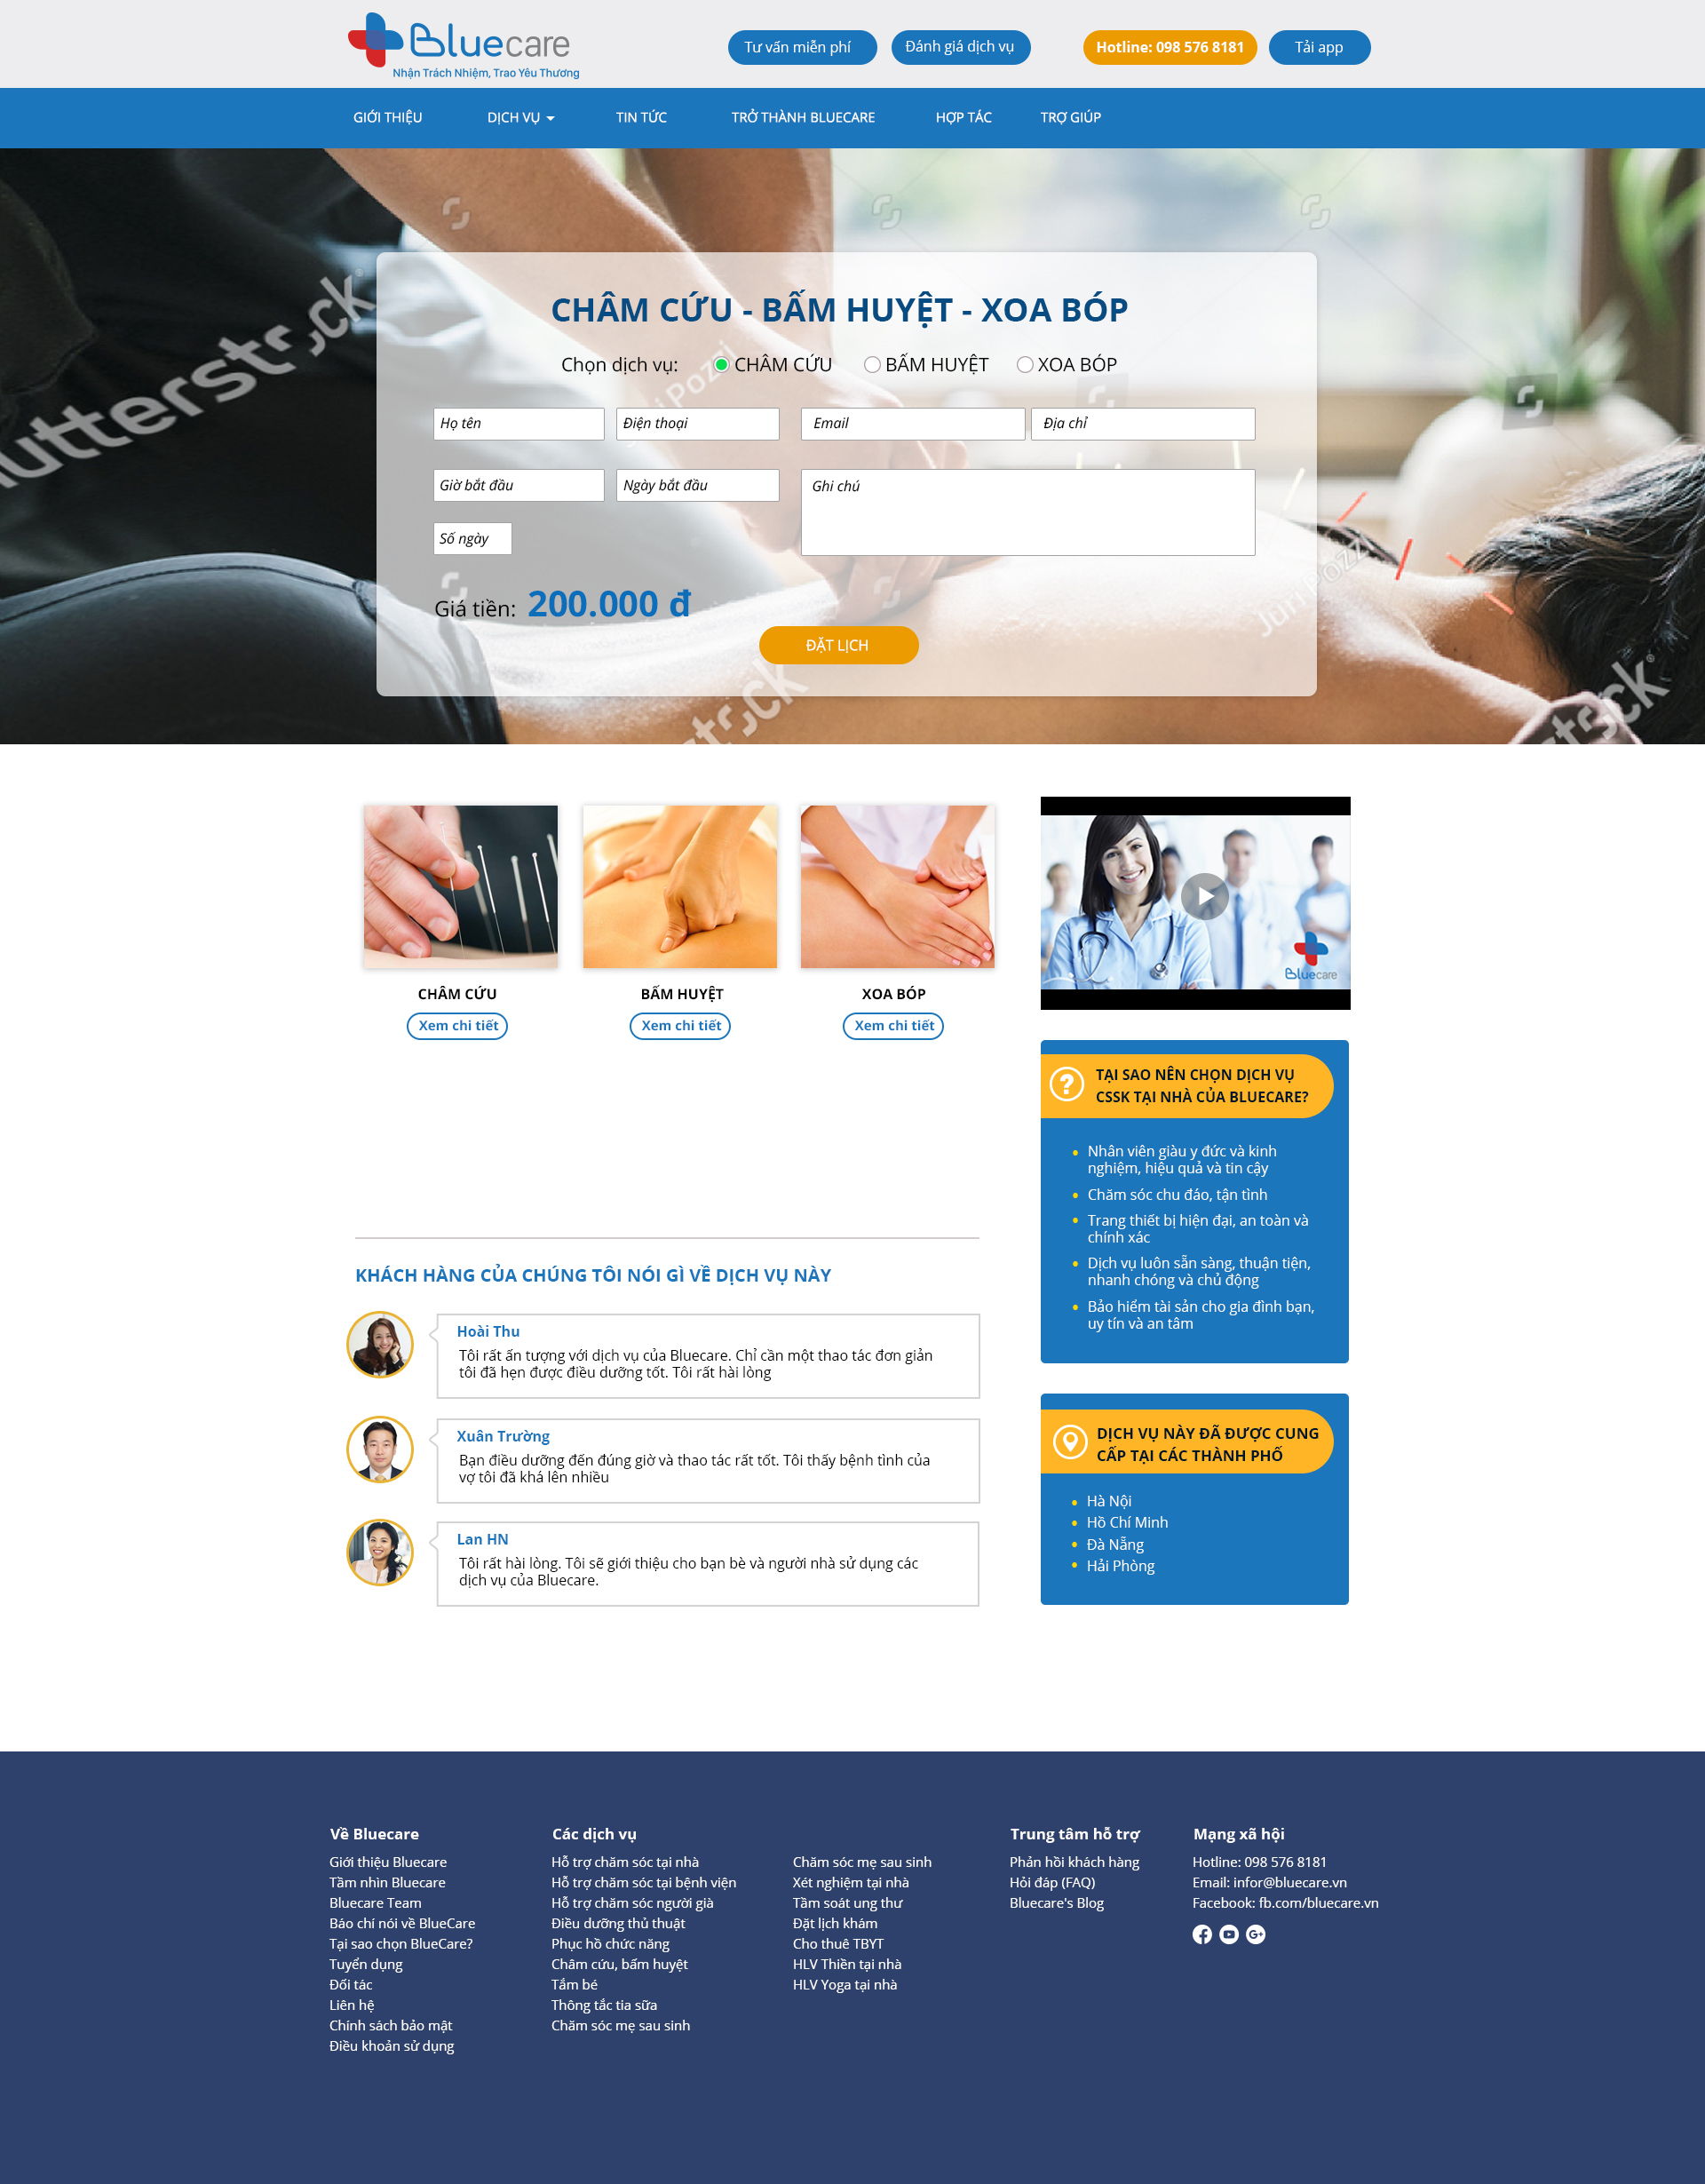 Bluecare
Nhận Trách Nhiệm, Trao Yêu Thương
Tư vấn miễn phí
Đánh giá dịch vụ
Hotline: 098 576 8181
Tải app
GIỚI THIỆU
DỊCH VỤ
TIN TỨC
TRỞ THÀNH BLUECARE
HỢP TÁC
TRỢ GIÚP
CHÂM CỨU - BẤM HUYỆT - XOA BÓP
Chọn dịch vụ:
CHÂM CỨU
BẤM HUYỆT
XOA BÓP
Họ tên
Điện thoại
Email
Địa chỉ
Giờ bắt đầu
Ngày bắt đầu
Ghi chú
Số ngày
Giá tiền: 200.000 đ
ĐẶT LỊCH
CHÂM CỨU
Xem chi tiết
BẤM HUYỆT
Xem chi tiết
XOA BÓP
Xem chi tiết
Bluecare
TẠI SAO NÊN CHỌN DỊCH VỤ
CSSK TẠI NHÀ CỦA BLUECARE?
Nhân viên giàu y đức và kinh
nghiệm, hiệu quả và tin cậy
Chăm sóc chu đáo, tận tình
Trang thiết bị hiện đại, an toàn và
chính xác
Dịch vụ luôn sẵn sàng, thuận tiện,
nhanh chóng và chủ động
Bảo hiểm tài sản cho gia đình bạn,
uy tín và an tâm
KHÁCH HÀNG CỦA CHÚNG TÔI NÓI GÌ VỀ DỊCH VỤ NÀY
Hoài Thu
Tôi rất ấn tượng với dịch vụ của Bluecare. Chỉ cần một thao tác đơn giản
tôi đã hẹn được điều dưỡng tốt. Tôi rất hài lòng
Xuân Trường
Bạn điều dưỡng đến đúng giờ và thao tác rất tốt. Tôi thấy bệnh tình của
vợ tôi đã khá lên nhiều
Lan HN
Tôi rất hài lòng. Tôi sẽ giới thiệu cho bạn bè và người nhà sử dụng các
dịch vụ của Bluecare.
DỊCH VỤ NÀY ĐÃ ĐƯỢC CUNG
CẤP TẠI CÁC THÀNH PHỐ
Hà Nội
Hồ Chí Minh
Đà Nẵng
Hải Phòng
Về Bluecare
Giới thiệu Bluecare
Tầm nhìn Bluecare
Bluecare Team
Báo chí nói về BlueCare
Tại sao chọn BlueCare?
Tuyển dụng
Đối tác
Liên hệ
Chính sách bảo mật
Điều khoản sử dụng
Các dịch vụ
Hỗ trợ chăm sóc tại nhà
Hỗ trợ chăm sóc tại bệnh viện
Hỗ trợ chăm sóc người già
Điều dưỡng thủ thuật
Phục hồ chức năng
Châm cứu, bấm huyệt
Tắm bé
Thông tắc tia sữa
Chăm sóc mẹ sau sinh
Chăm sóc mẹ sau sinh
Xét nghiệm tại nhà
Tầm soát ung thư
Đặt lịch khám
Cho thuê TBYT
HLV Thiền tại nhà
HLV Yoga tại nhà
Trung tâm hỗ trợ
Phản hồi khách hàng
Hỏi đáp (FAQ)
Bluecare's Blog
Mạng xã hội
Hotline: 098 576 8181
Email: infor@bluecare.vn
Facebook: fb.com/bluecare.vn